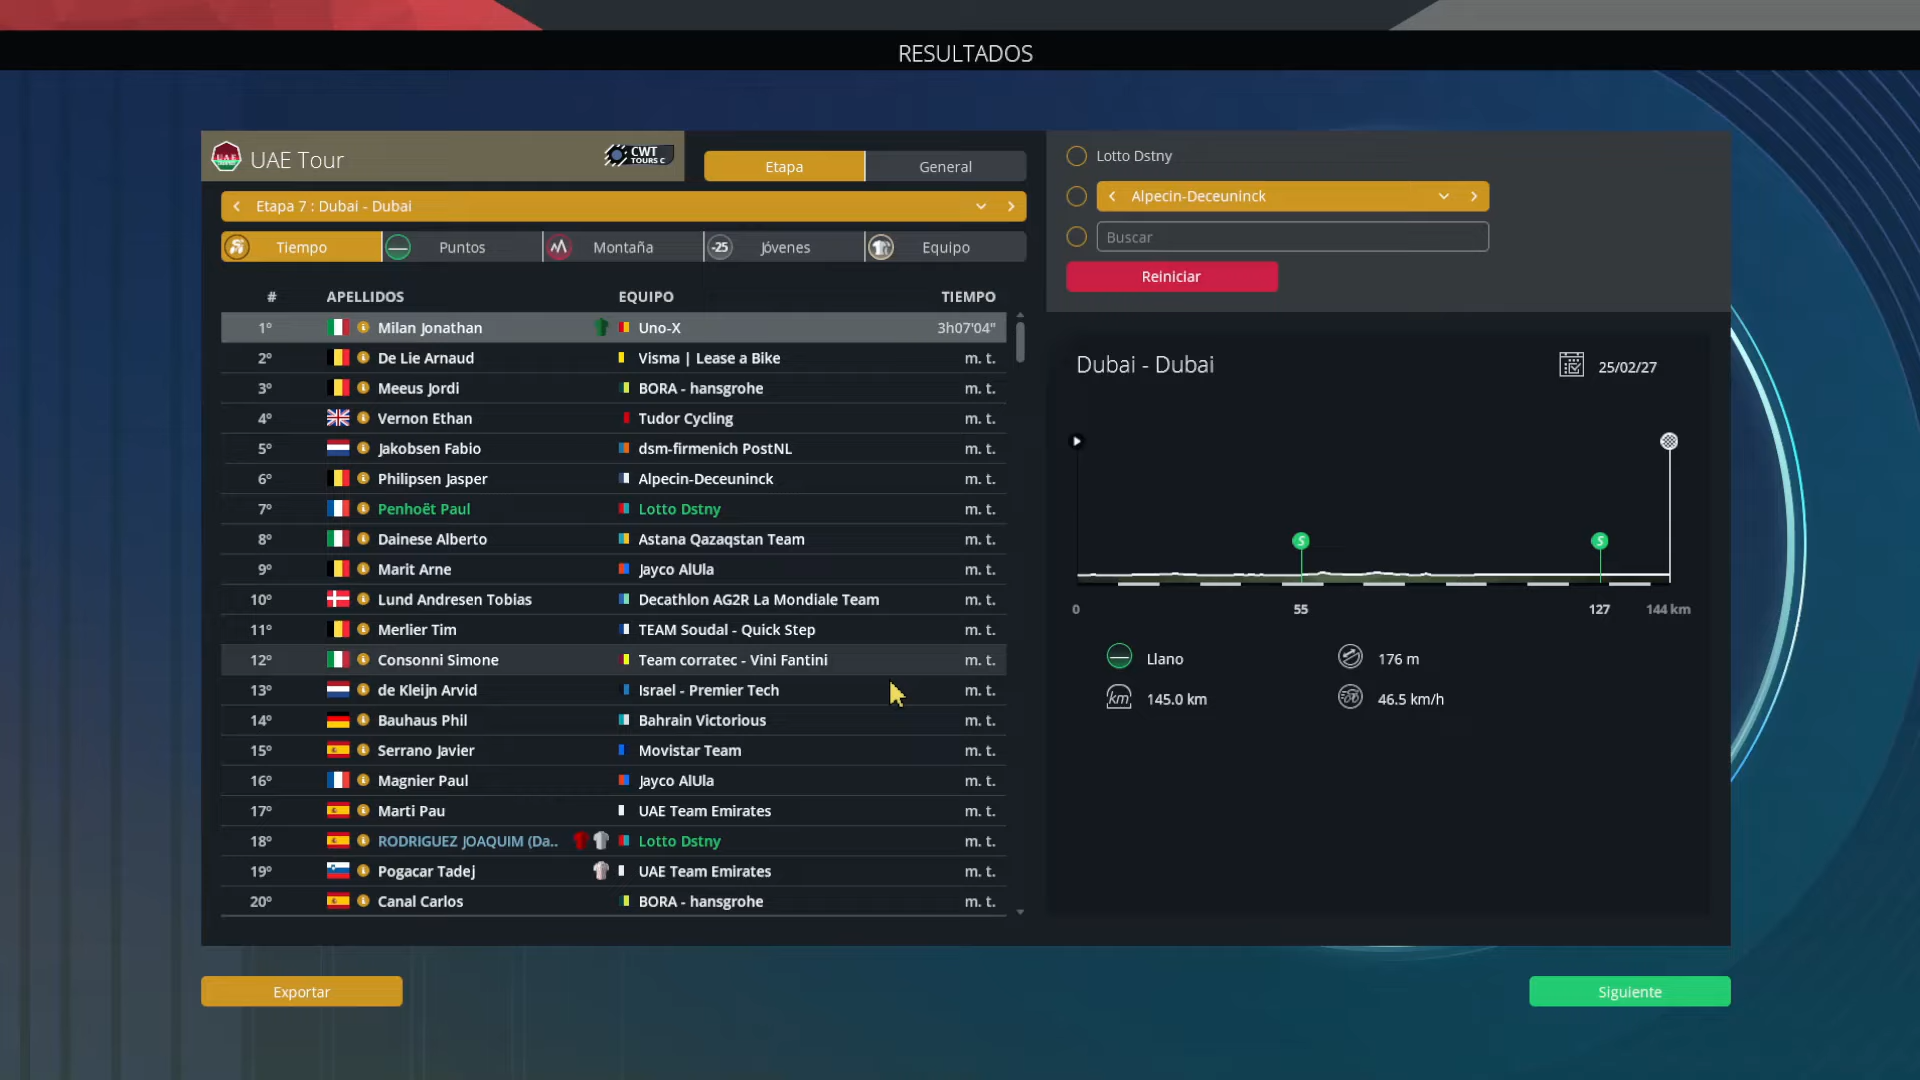 RESULTADOS
UAE
UAE Tour
CWT
TOURS C
Etapa
General
Etapa 7 : Dubai - Dubai
Tiempo
Puntos
Montaña
-25
Jóvenes
Equipo
# APELLIDOS EQUIPO TIEMPO
1º Milan Jonathan Uno-X 3h07'04"
2º De Lie Arnaud Visma | Lease a Bike m. t.
3º Meeus Jordi BORA - hansgrohe m. t.
4º Vernon Ethan Tudor Cycling m. t.
5º Jakobsen Fabio dsm-firmenich PostNL m. t.
6º Philipsen Jasper Alpecin-Deceuninck m. t.
7º Penhoët Paul Lotto Dstny m. t.
8º Dainese Alberto Astana Qazaqstan Team m. t.
9º Marit Arne Jayco AlUla m. t.
10º Lund Andresen Tobias Decathlon AG2R La Mondiale Team m. t.
11º Merlier Tim TEAM Soudal - Quick Step m. t.
12º Consonni Simone Team corratec - Vini Fantini m. t.
13º de Kleijn Arvid Israel - Premier Tech m. t.
14º Bauhaus Phil Bahrain Victorious m. t.
15º Serrano Javier Movistar Team m. t.
16º Magnier Paul Jayco AlUla m. t.
17º Marti Pau UAE Team Emirates m. t.
18º RODRIGUEZ JOAQUIM (Da.. Lotto Dstny m. t.
19º Pogacar Tadej UAE Team Emirates m. t.
20º Canal Carlos BORA - hansgrohe m. t.
Exportar
Lotto Dstny
Alpecin-Deceuninck
Buscar
Reiniciar
Dubai - Dubai
25/02/27
S
S
0 55 127 144 km
Llano
176 m
km 145.0 km
46.5 km/h
Siguiente